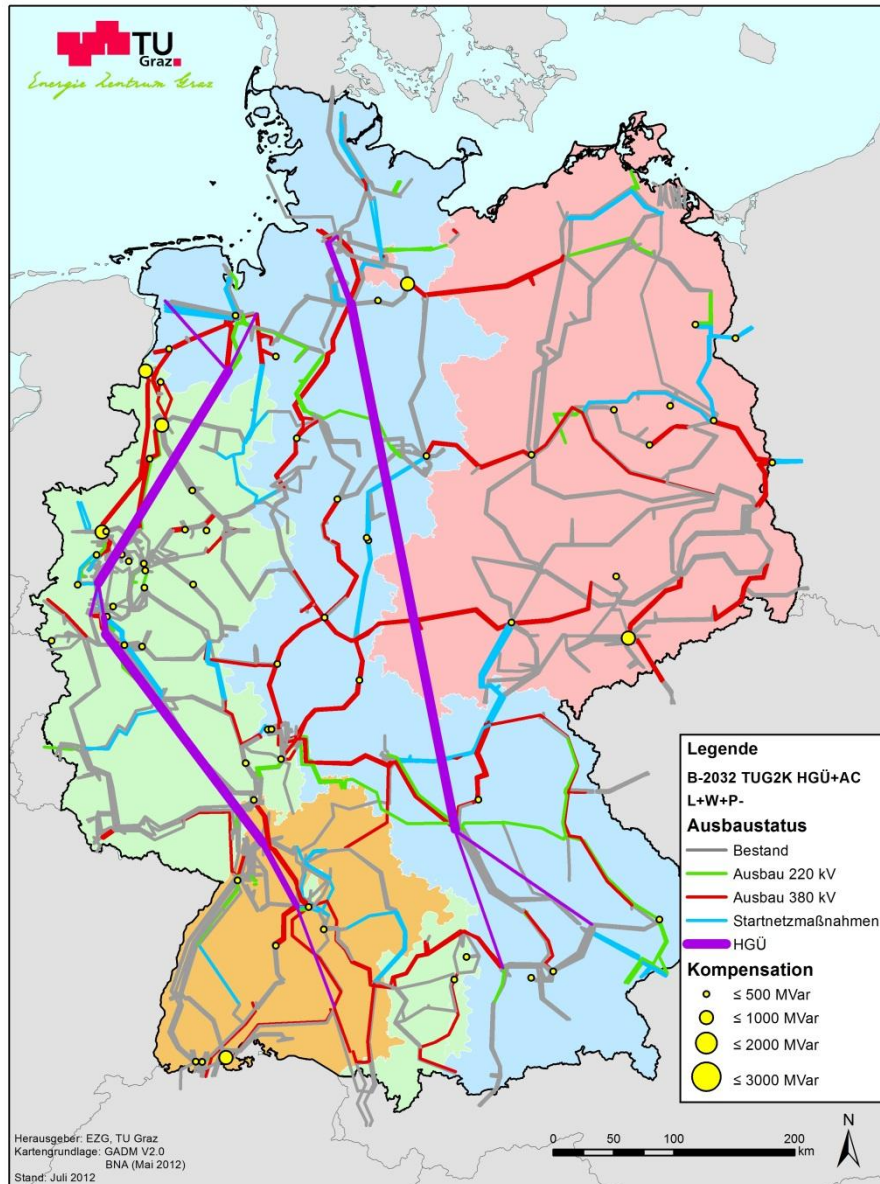 TU
Graz
Energie Zentrum Graz
Legende
B-2032 TUG2K HGÜ+AC
L+W+P-
Ausbaustatus
Bestand
Ausbau 220 kV
Ausbau 380 kV
Startnetzmaßnahmen
HGÜ
Kompensation
≤ 500 MVar
≤ 1000 MVar
≤ 2000 MVar
≤ 3000 MVar
Herausgeber: EZG, TU Graz
Kartengrundlage: GADM V2.0
BNA (Mai 2012)
Stand: Juli 2012
0 50 100 200
km
N